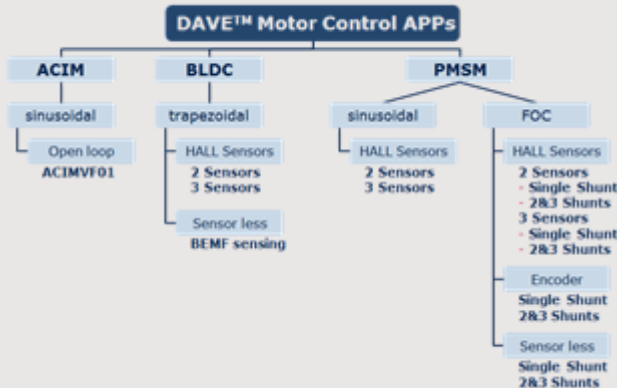 DAVE™ Motor Control APPs
ACIM
BLDC
PMSM
sinusoidal
trapezoidal
sinusoidal
FOC
Open loop
ACIMVF01
HALL Sensors
2 Sensors
3 Sensors
Sensor less
BEMF sensing
HALL Sensors
2 Sensors
3 Sensors
HALL Sensors
2 Sensors
- Single Shunt
- 2&3 Shunts
3 Sensors
- Single Shunt
- 2&3 Shunts
Encoder
Single Shunt
2&3 Shunts
Sensor less
Single Shunt
2&3 Shunts